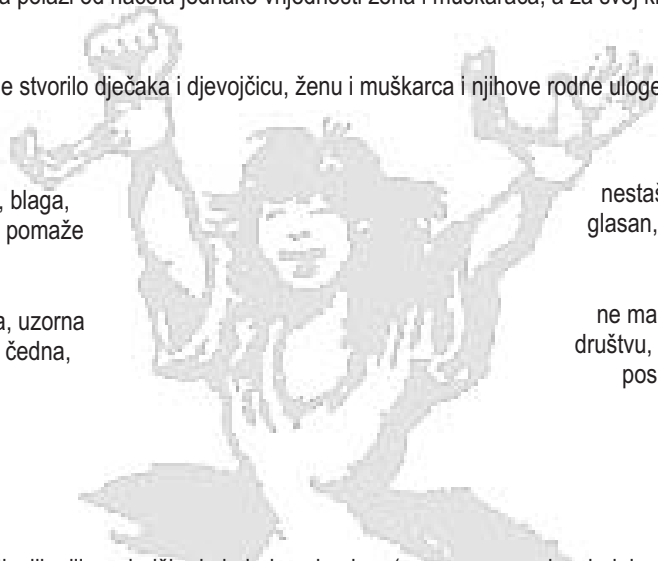 polazi od načela jednake vrijednosti žena i muškaraca, a za svoj
e stvorilo dječaka i djevojčicu, ženu i muškarca i njihove rodne uloge
, blaga,
pomaže
a, uzorna
čedna,
nestaš
glasan,
ne ma
društvu,
pos